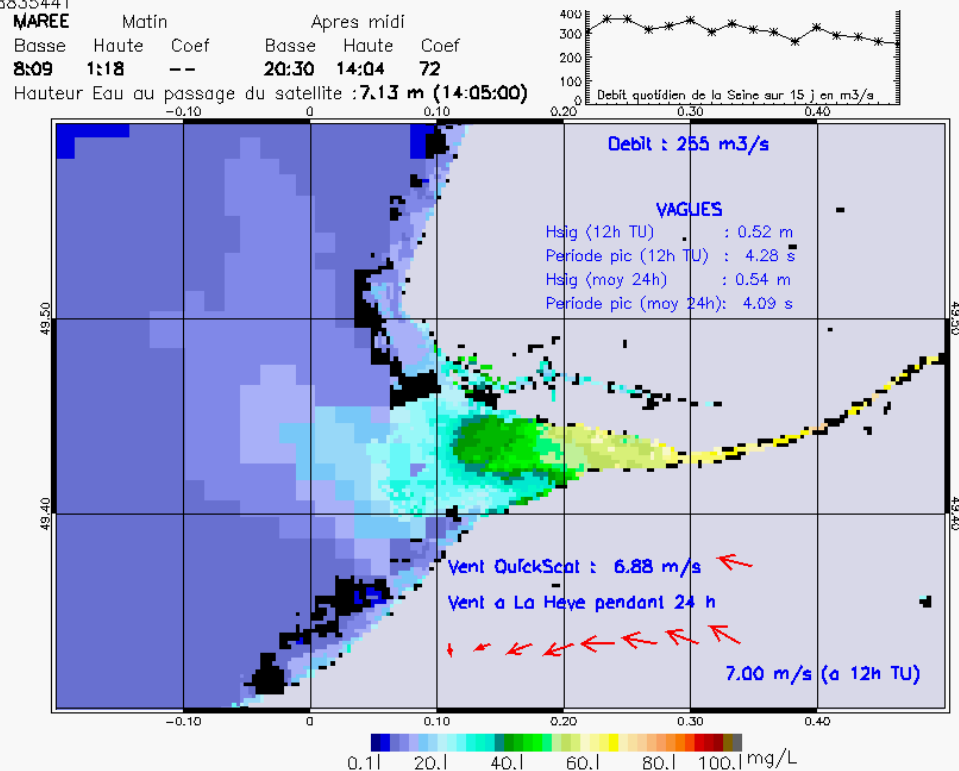 MAREE Matin Apres midi
Basse Haute Coef Basse Haute Coef
8:09 1:18 -- 20:30 14:04 72
Hauteur Eau au passage du satellite :7.13 m (14:05:00)
400
300
200
100
0
Debit quotidien de la Seine sur 15 j en m3/s
-0.10 0 0.10 0.20 0.30 0.40
Debit : 255 m3/s
VAGUES
Hsig (12h TU) : 0.52 m
Periode pic (12h TU) : 4.28 s
Hsig (moy 24h) : 0.54 m
Periode pic (moy 24h): 4.09 s
49.50 49.50
49.40 49.40
Vent QuickScat : 6.88 m/s
Vent a La Heve pendant 24 h
7.00 m/s (a 12h TU)
-0.10 0 0.10 0.20 0.30 0.40
0.1 20.1 40.1 60.1 80.1 100.1 mg/L